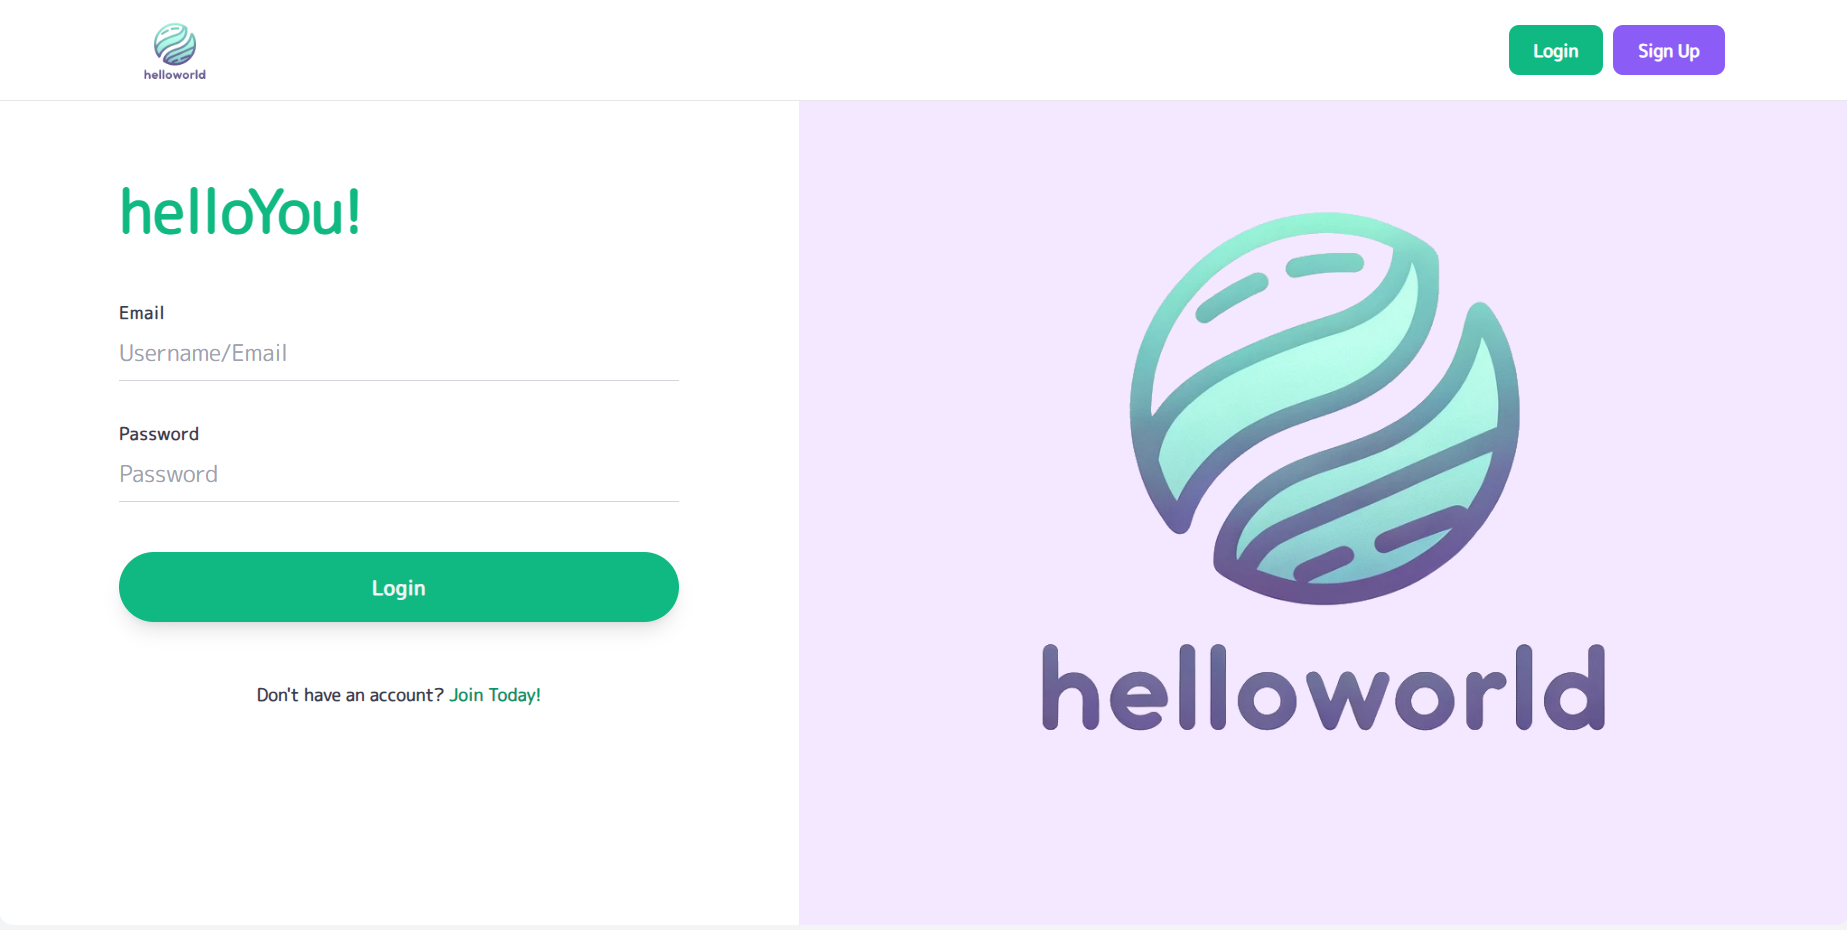 helloworld
Login
Sign Up
helloYou!
Email
Username/Email
Password
Password
Login
Don't have an account? Join Today!
helloworld